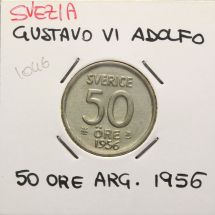 SVEZIA
GUSTAVO VI ADOLFO
1046
SVERIGE
50
ÖRE
1956
50 ORE ARG. 1956